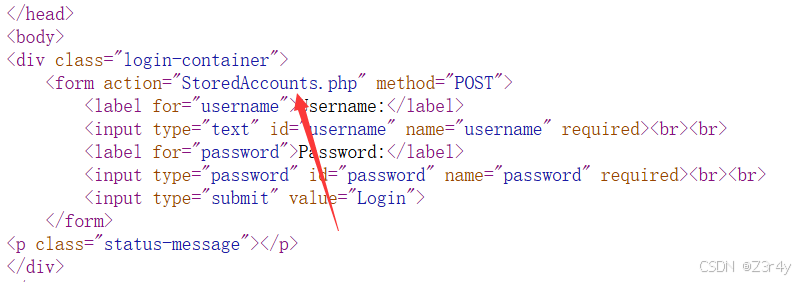 </head>
<body>
<div class="login-container">
<form action="StoredAccounts.php" method="POST">
<label for="username">Username:</label>
<input type="text" id="username" name="username" required><br><br>
<label for="password">Password:</label>
<input type="password" id="password" name="password" required><br><br>
<input type="submit" value="Login">
</form>
<p class="status-message"></p>
</div>
CSDN @Z3r4y